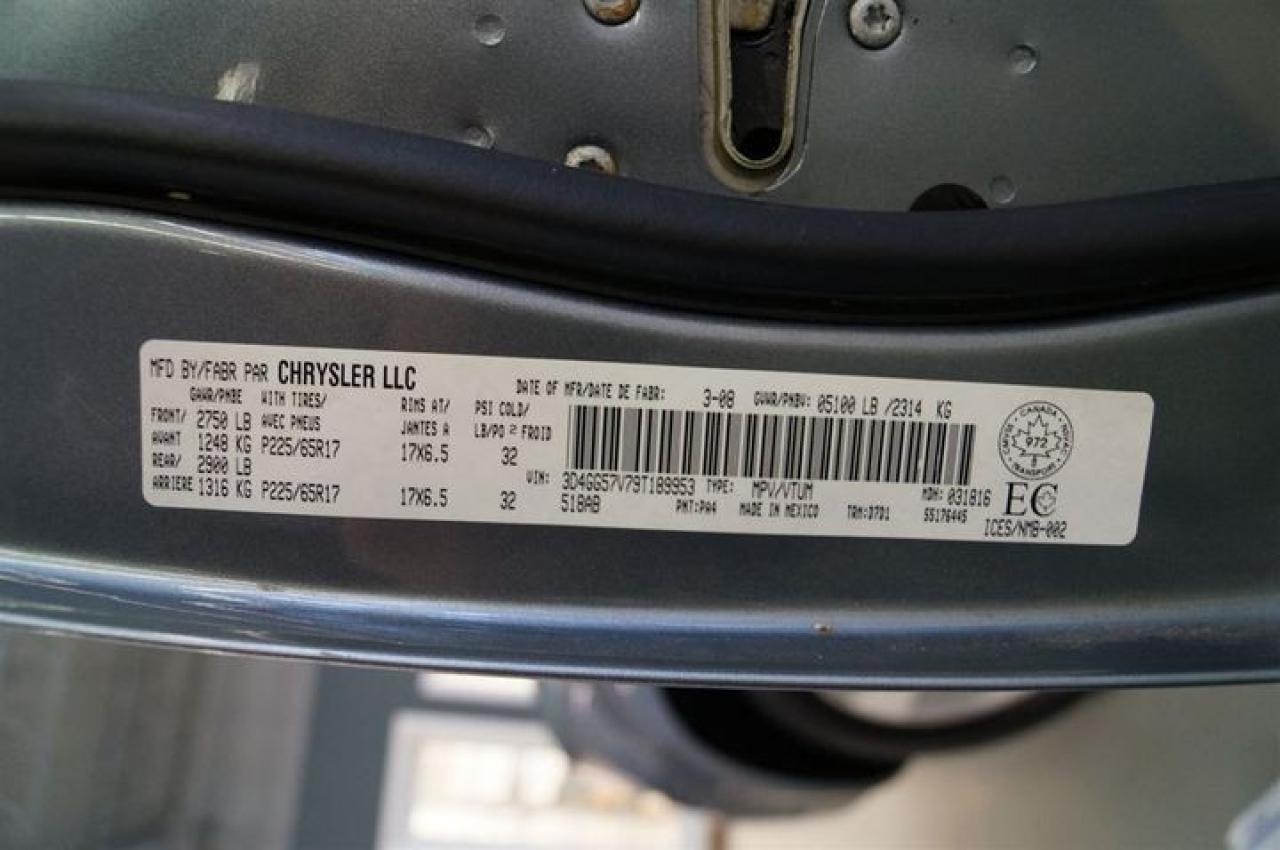 MFD BY/FABR PAR CHRYSLER LLC
DATE OF MFR/DATE DE FABR: 3-08 GVWR/PNBV: 05100 LB /2314 KG
GAWR/PNBE WITH TIRES/ RIMS AT/ PSI COLD/
FRONT/ 2750 LB AVEC PNEUS JANTES A LB/PO² FROID
AVANT 1248 KG P225/65R17 17X6.5 32
REAR/ 2900 LB
ARRIERE 1316 KG P225/65R17 17X6.5 32
VIN: 3D4GG57V79T189953 TYPE: MPV/VTUM MDH: 031816
518AB PNT:PA4 MADE IN MEXICO TRM:D7D1 55176445
CANADA
972
TRANSPORT
EC
ICES/NMB-002